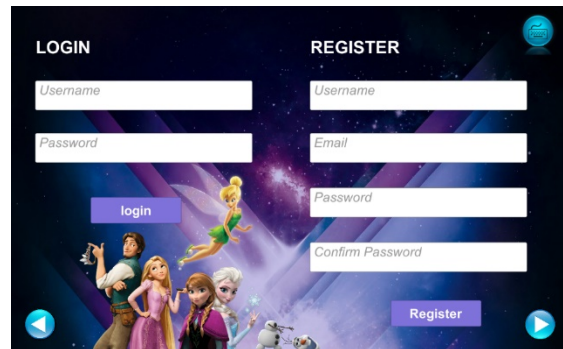 LOGIN
Username
Password
login
REGISTER
Username
Email
Password
Confirm Password
Register